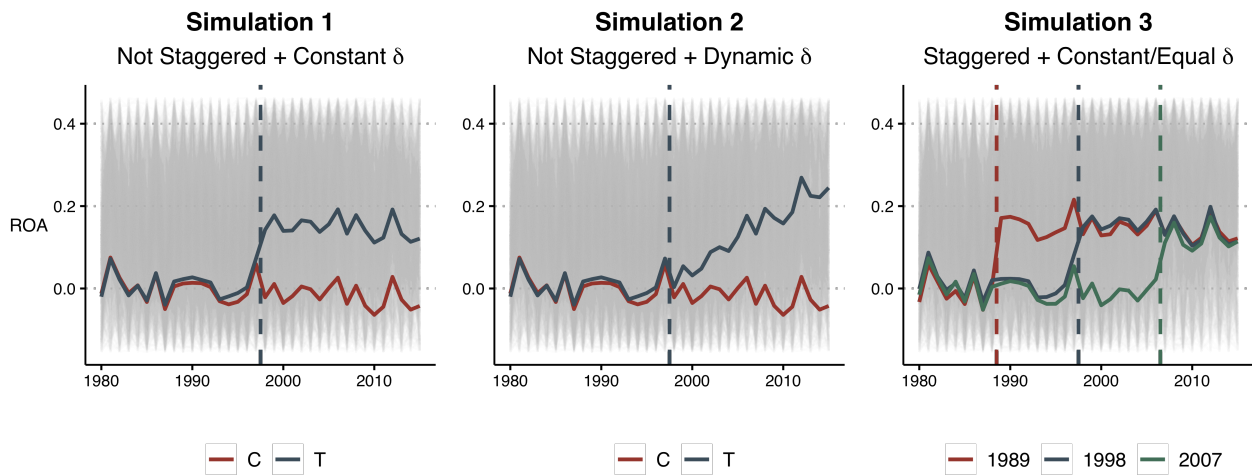 Simulation 1
Not Staggered + Constant δ
Simulation 2
Not Staggered + Dynamic δ
Simulation 3
Staggered + Constant/Equal δ
ROA
0.4
0.2
0.0
1980 1990 2000 2010
0.4
0.2
0.0
1980 1990 2000 2010
0.4
0.2
0.0
1980 1990 2000 2010
C T
C T
1989 1998 2007